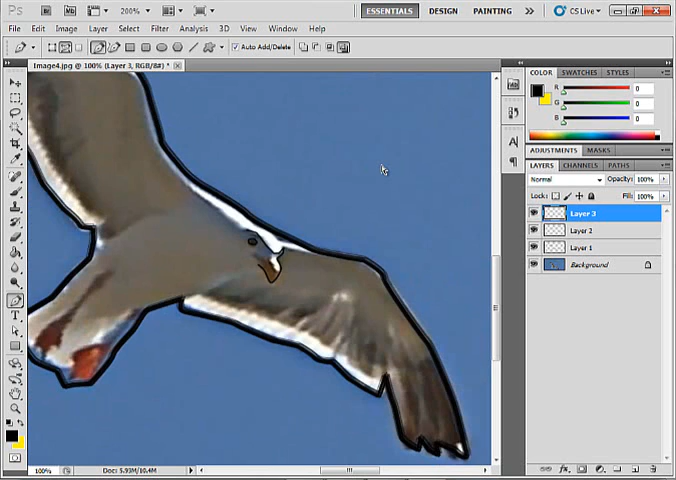 Ps Br Mb 200% ESSENTIALS DESIGN PAINTING CS Live
File Edit Image Layer Select Filter Analysis 3D View Window Help
Auto Add/Delete
Image4.jpg @ 100% (Layer 3, RGB/8#) *
COLOR SWATCHES STYLES
R 0
G 0
B 0
ADJUSTMENTS MASKS
LAYERS CHANNELS PATHS
Normal Opacity: 100%
Lock: Fill: 100%
Layer 3
Layer 2
Layer 1
Background
100% Doc: 5.93M/10.4M